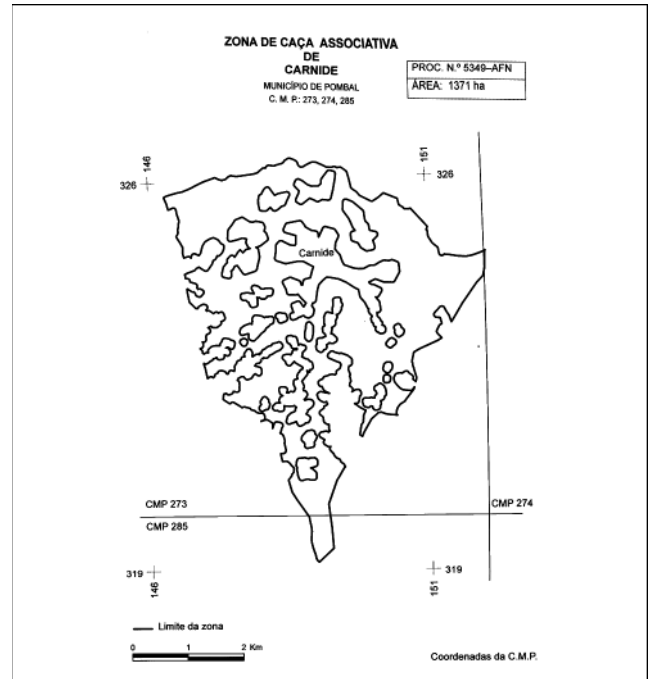 ZONA DE CAÇA ASSOCIATIVA
DE
CARNIDE
MUNICÍPIO DE POMBAL
C. M. P.: 273, 274, 285
PROC. N.º 5349–AFN
ÁREA: 1371 ha
146
326
151
326
Carnide
CMP 273
CMP 274
CMP 285
319
146
319
151
Limite da zona
0 1 2 Km
Coordenadas da C.M.P.